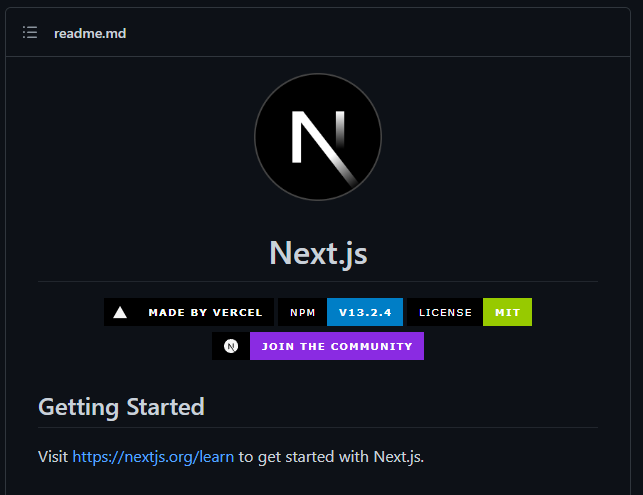 readme.md
N
Next.js
MADE BY VERCEL NPM V13.2.4 LICENSE MIT
N JOIN THE COMMUNITY
Getting Started
Visit https://nextjs.org/learn to get started with Next.js.